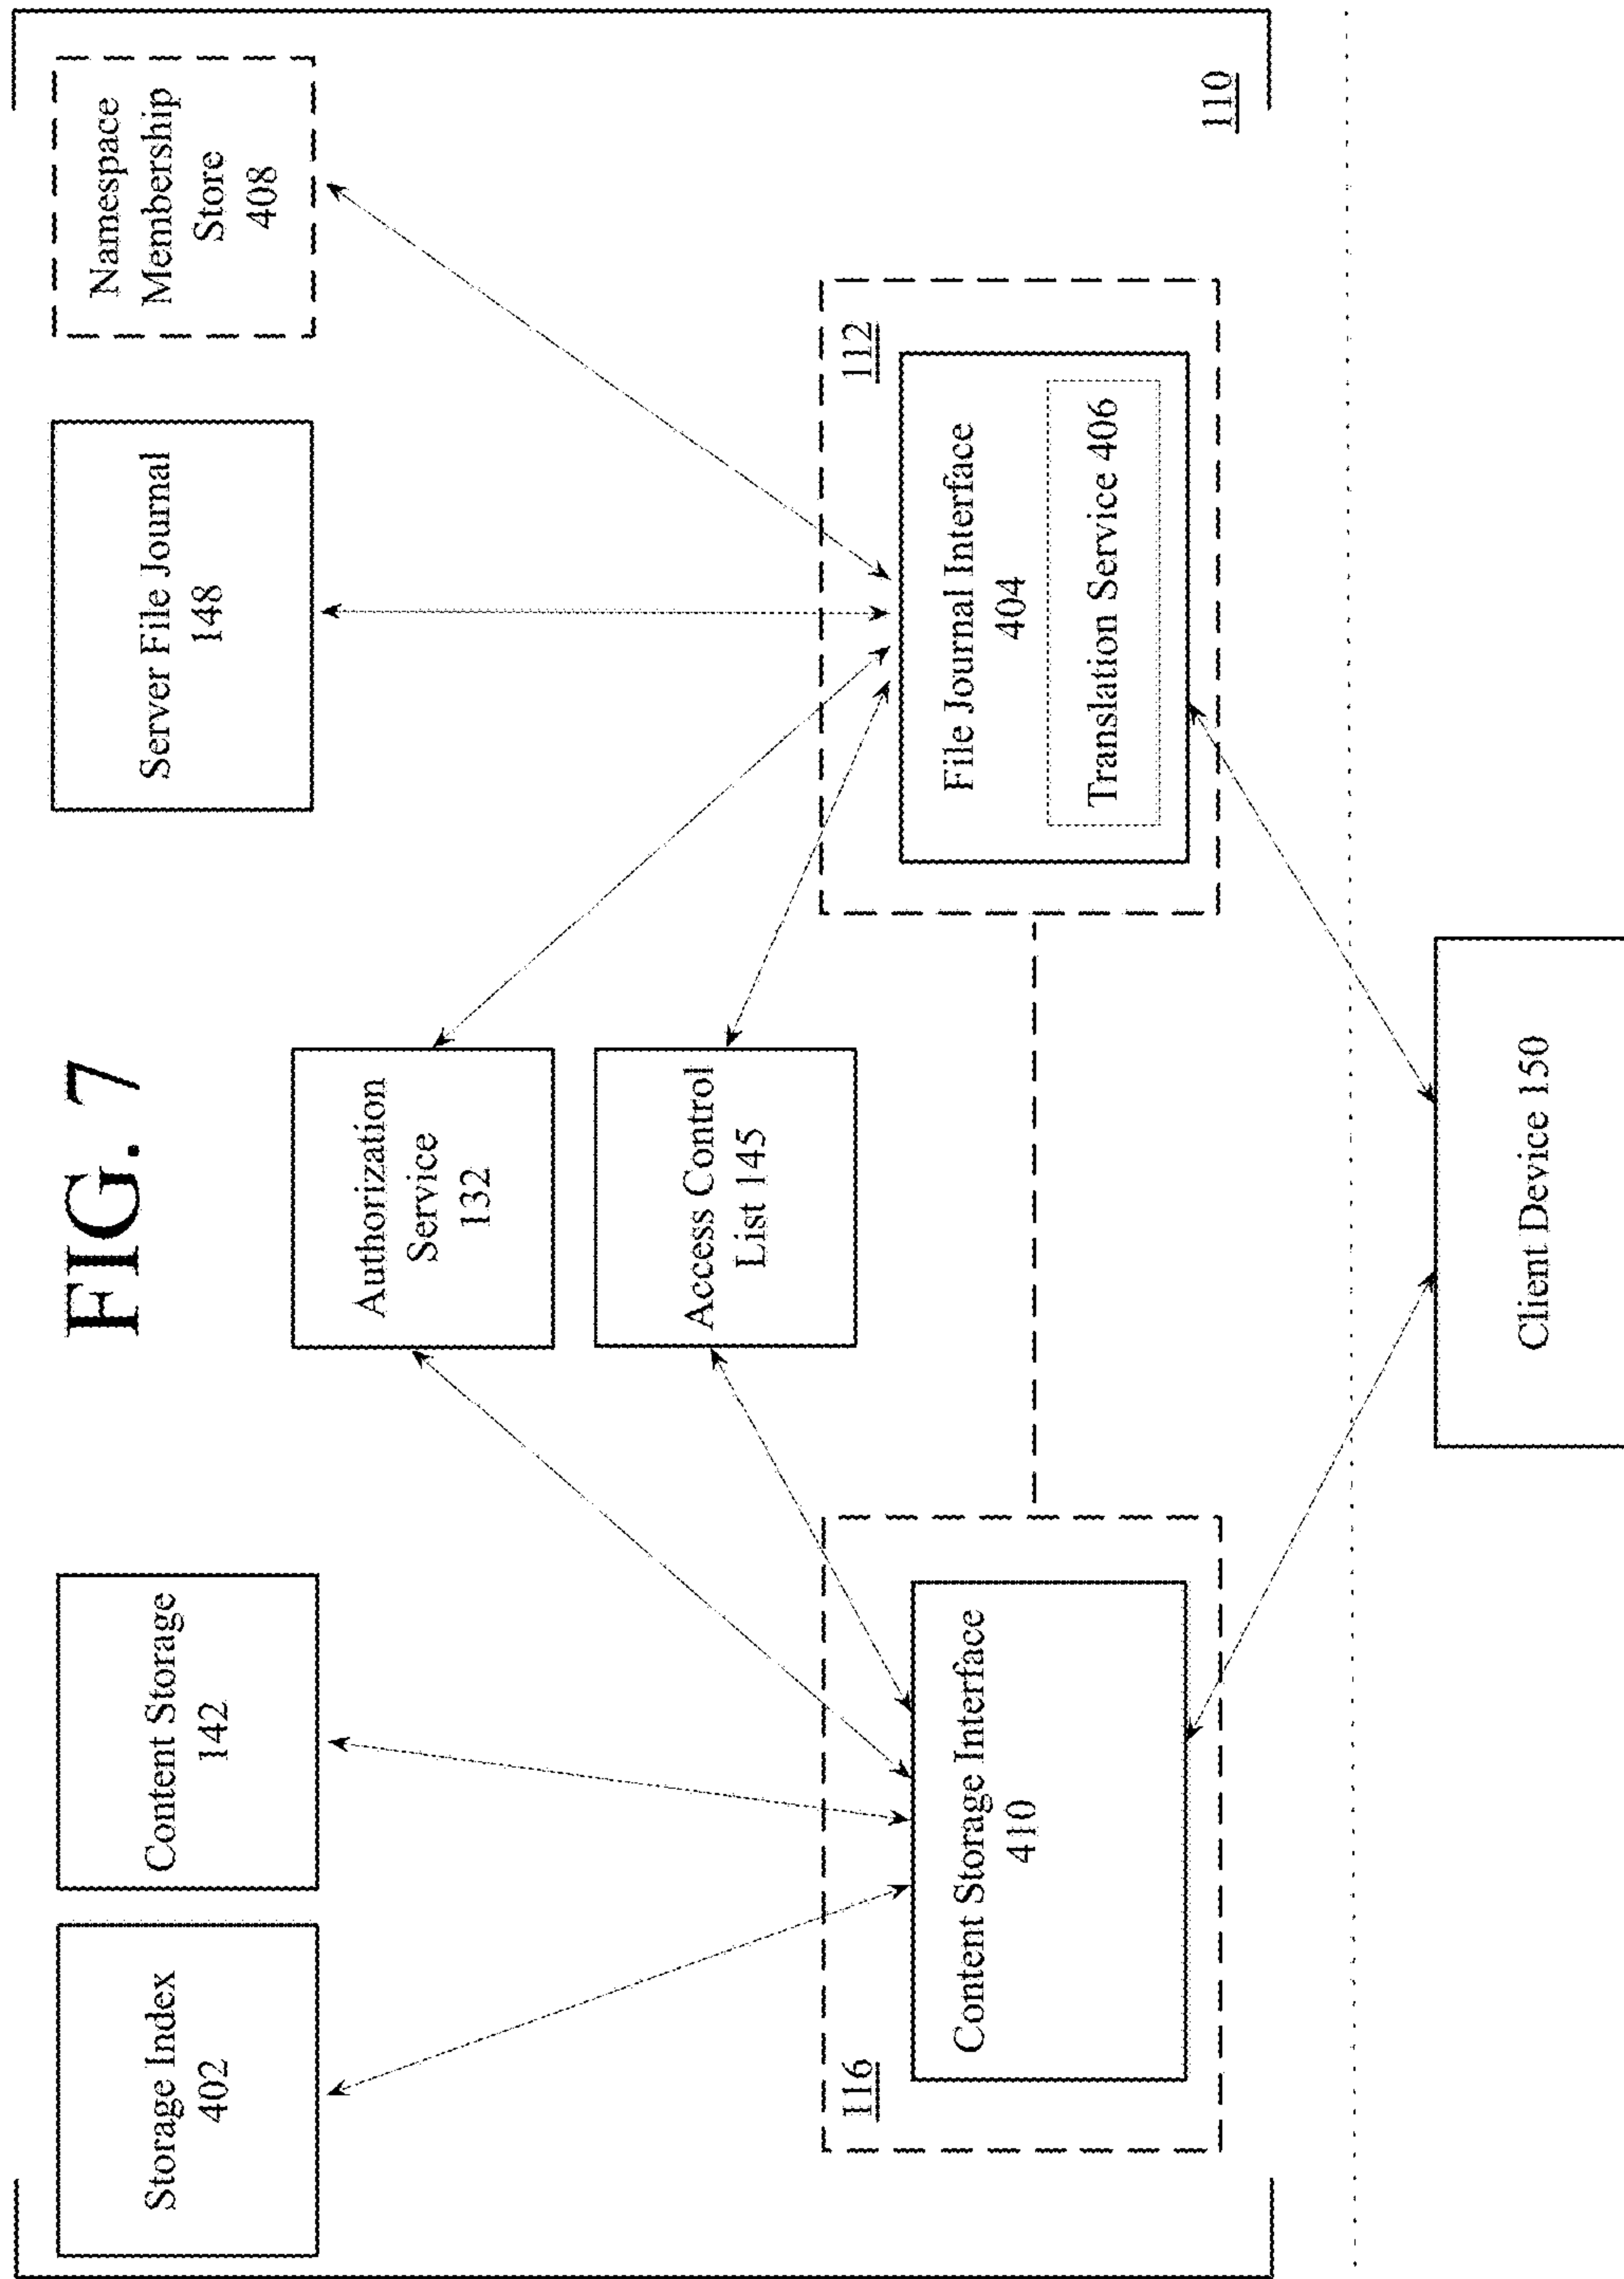 FIG. 7
Storage Index
402
Content Storage
142
Authorization
Service
132
Access Control
List 145
Server File Journal
148
Namespace
Membership
Store
408
116
Content Storage Interface
410
112
File Journal Interface
404
Translation Service 406
110
Client Device 150